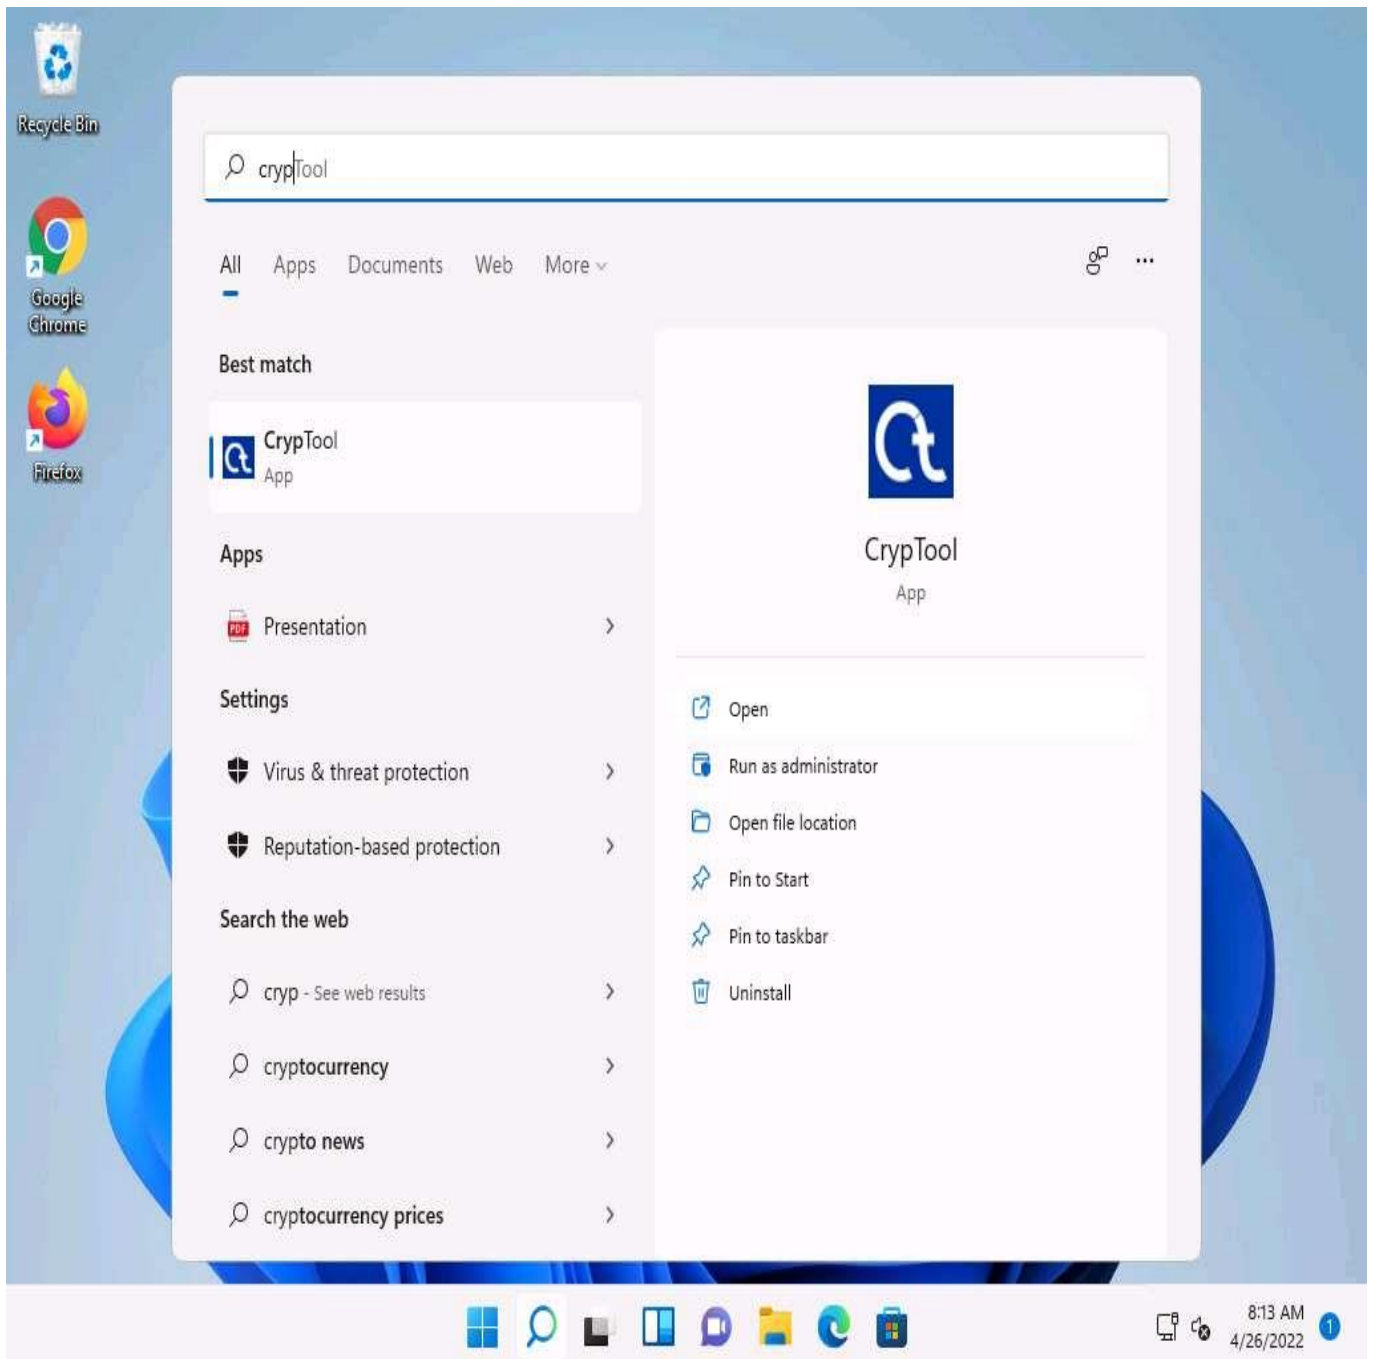 Recycle Bin
Google
Chrome
Firefox
crypTool
All Apps Documents Web More
Best match
CrypTool
App
Apps
PDF Presentation
Settings
Virus & threat protection
Reputation-based protection
Search the web
cryp - See web results
cryptocurrency
crypto news
cryptocurrency prices
Ct
CrypTool
App
Open
Run as administrator
Open file location
Pin to Start
Pin to taskbar
Uninstall
8:13 AM
4/26/2022
1